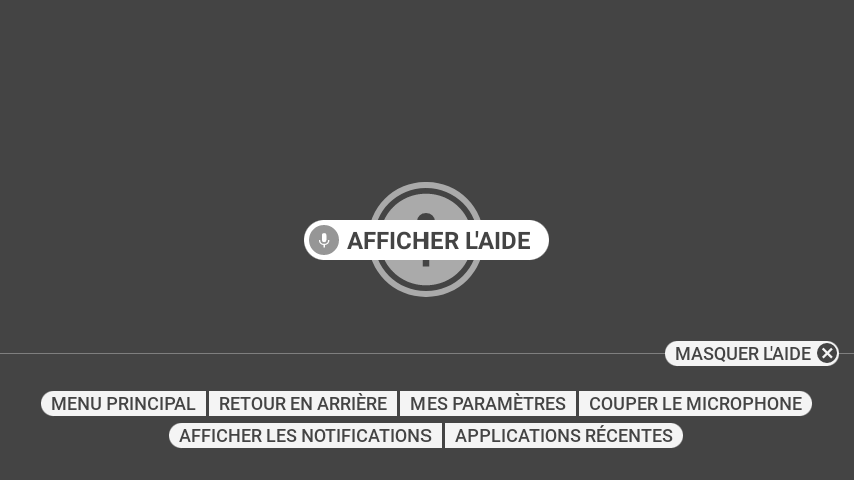 AFFICHER L'AIDE
MASQUER L'AIDE
MENU PRINCIPAL RETOUR EN ARRIÈRE MES PARAMÈTRES COUPER LE MICROPHONE
AFFICHER LES NOTIFICATIONS APPLICATIONS RÉCENTES